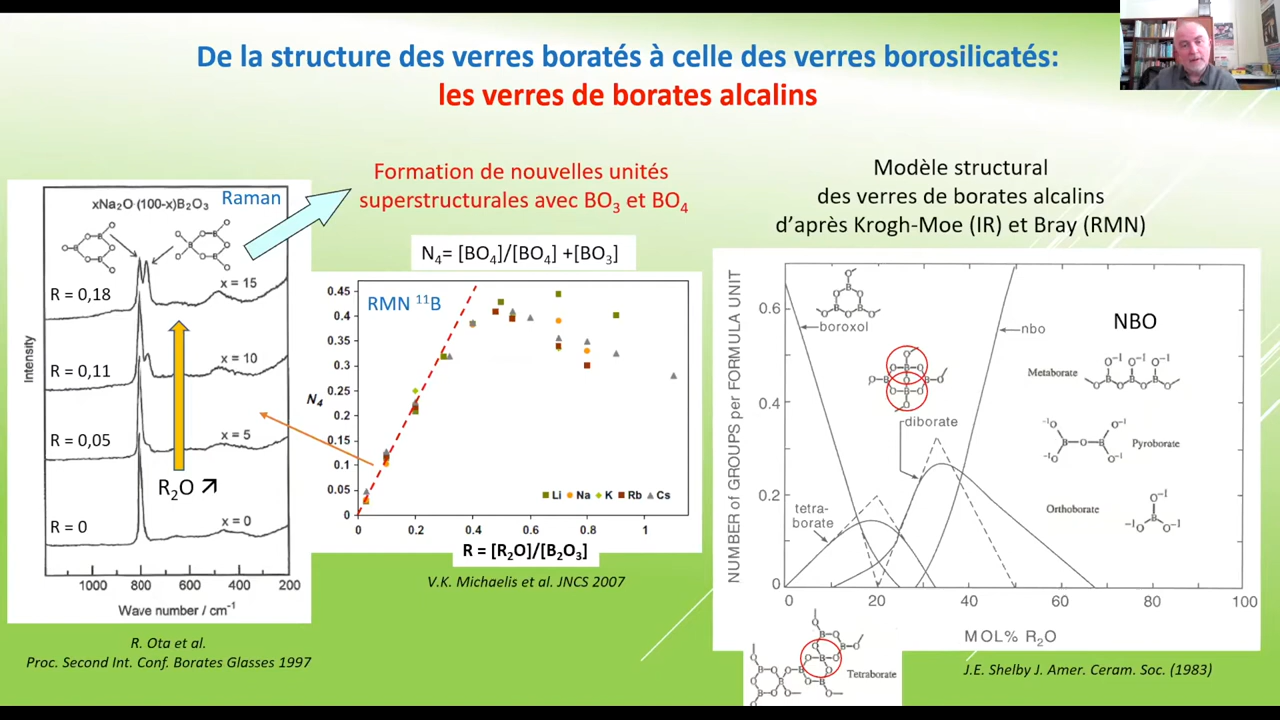 De la structure des verres boratés à celle des verres borosilicatés:
les verres de borates alcalins
Formation de nouvelles unités
superstructurales avec BO3 et BO4
Modèle structural
des verres de borates alcalins
d'après Krogh-Moe (IR) et Bray (RMN)
xNa2O (100-x)B2O3
Raman
R = 0,18
x = 15
R = 0,11
x = 10
R = 0,05
x = 5
R2O ↗
R = 0
x = 0
Intensity
1000 800 600 400 200
Wave number / cm-1
R. Ota et al.
Proc. Second Int. Conf. Borates Glasses 1997
N4= [BO4]/[BO4] +[BO3]
RMN 11B
N4
0.45
0.4
0.35
0.3
0.25
0.2
0.15
0.1
0.05
0
Li Na K Rb Cs
0 0.2 0.4 0.6 0.8 1
R = [R2O]/[B2O3]
V.K. Michaelis et al. JNCS 2007
NUMBER of GROUPS per FORMULA UNIT
0.6
0.4
0.2
0
boroxol
nbo
NBO
diborate
tetra-
borate
Metaborate
Pyroborate
Orthoborate
0 20 40 60 80 100
MOL% R2O
Tetraborate
J.E. Shelby J. Amer. Ceram. Soc. (1983)